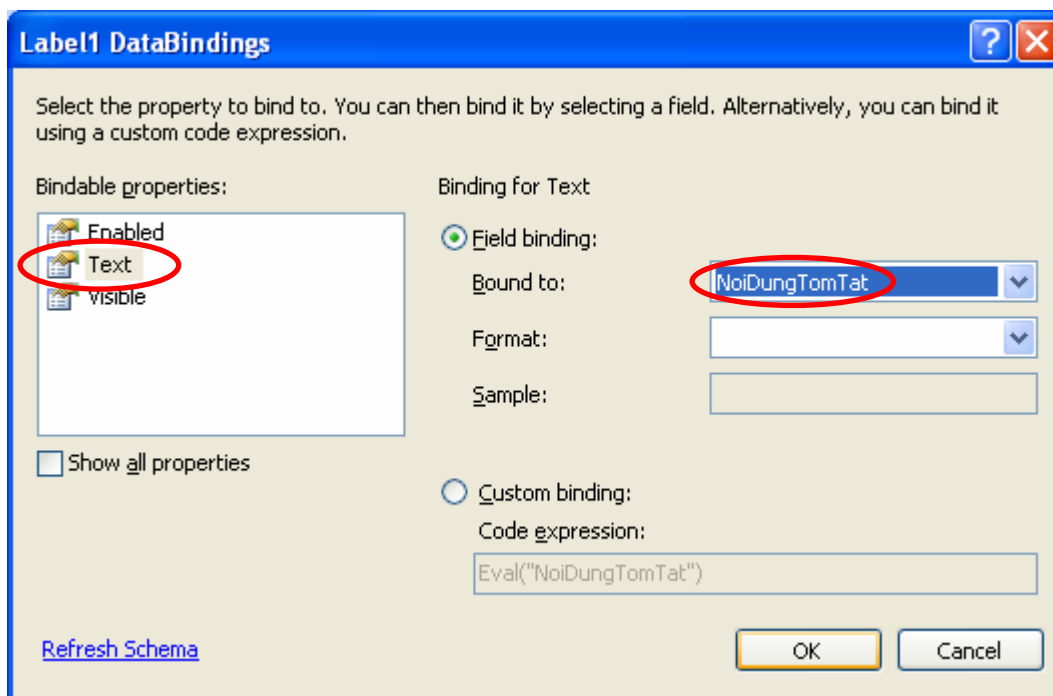 Label1 DataBindings
Select the property to bind to. You can then bind it by selecting a field. Alternatively, you can bind it
using a custom code expression.
Bindable properties:
Enabled
Text
Visible
Show all properties
Binding for Text
Field binding:
Bound to:
NoiDungTomTat
Format:
Sample:
Custom binding:
Code expression:
Eval("NoiDungTomTat")
Refresh Schema
OK
Cancel